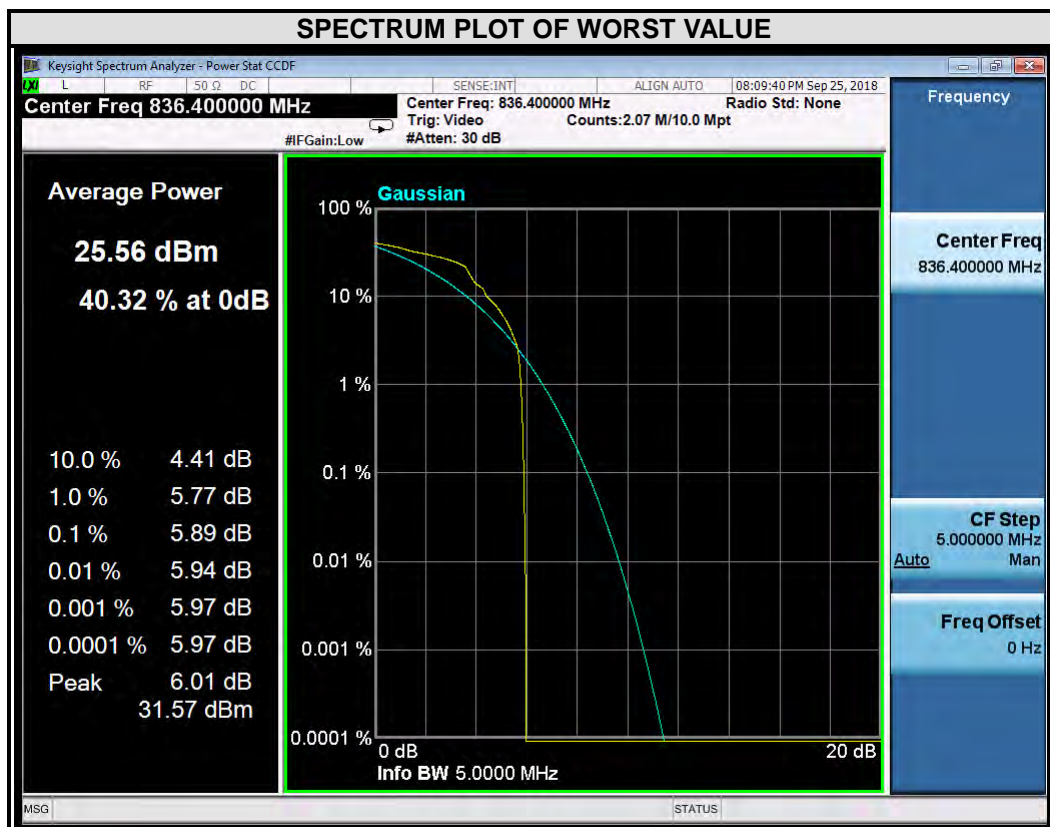 SPECTRUM PLOT OF WORST VALUE
Keysight Spectrum Analyzer - Power Stat CCDF
LXI L RF 50 Ω DC SENSE:INT ALIGN AUTO 08:09:40 PM Sep 25, 2018
Center Freq 836.400000 MHz
Center Freq: 836.400000 MHz Radio Std: None
Trig: Video Counts:2.07 M/10.0 Mpt
#IFGain:Low #Atten: 30 dB
Frequency
Average Power
25.56 dBm
40.32 % at 0dB
10.0 % 4.41 dB
1.0 % 5.77 dB
0.1 % 5.89 dB
0.01 % 5.94 dB
0.001 % 5.97 dB
0.0001 % 5.97 dB
Peak 6.01 dB
31.57 dBm
Gaussian
100 %
10 %
1 %
0.1 %
0.01 %
0.001 %
0.0001 %
0 dB 20 dB
Info BW 5.0000 MHz
Center Freq
836.400000 MHz
CF Step
5.000000 MHz
Auto Man
Freq Offset
0 Hz
MSG STATUS